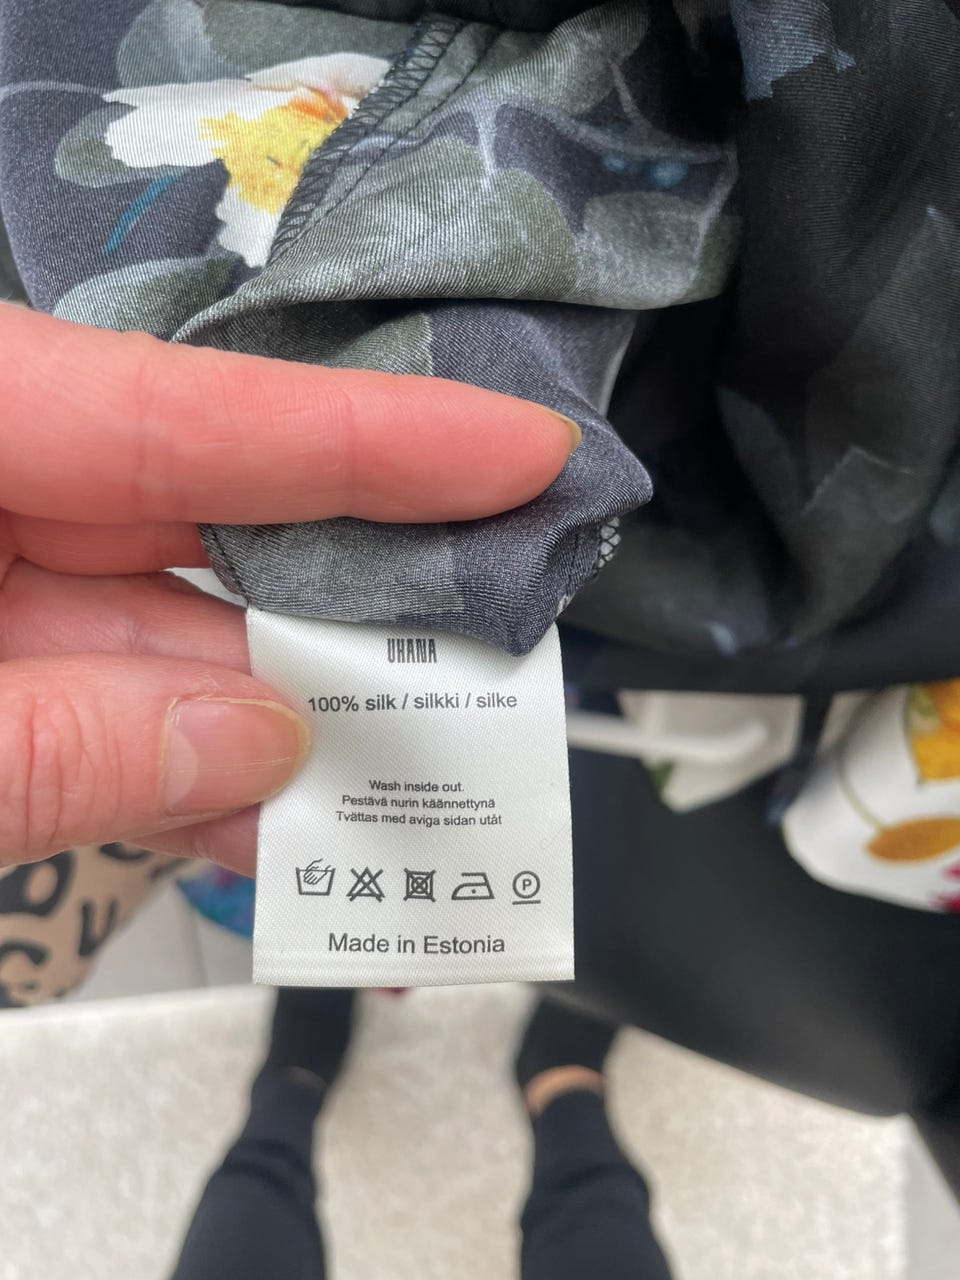 UHANA
100% silk / silkki / silke
Wash inside out.
Pestävä nurin käännettynä
Tvättas med aviga sidan utåt
P
Made in Estonia